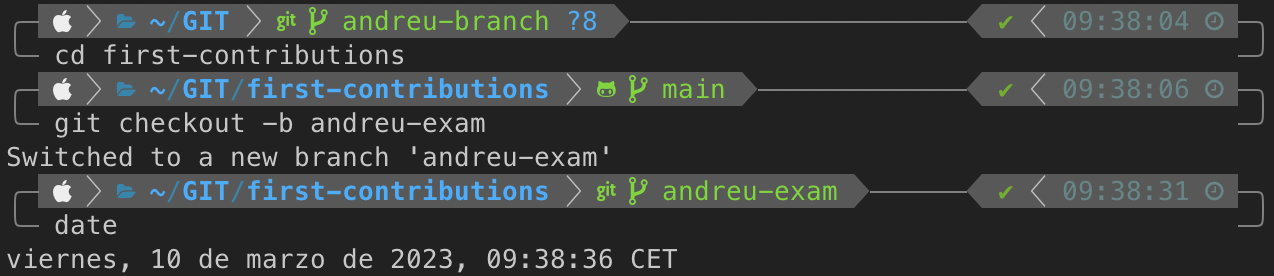 ~/GIT git andreu-branch ?8 ✔ 09:38:04
cd first-contributions
~/GIT/first-contributions main ✔ 09:38:06
git checkout -b andreu-exam
Switched to a new branch 'andreu-exam'
~/GIT/first-contributions git andreu-exam ✔ 09:38:31
date
viernes, 10 de marzo de 2023, 09:38:36 CET